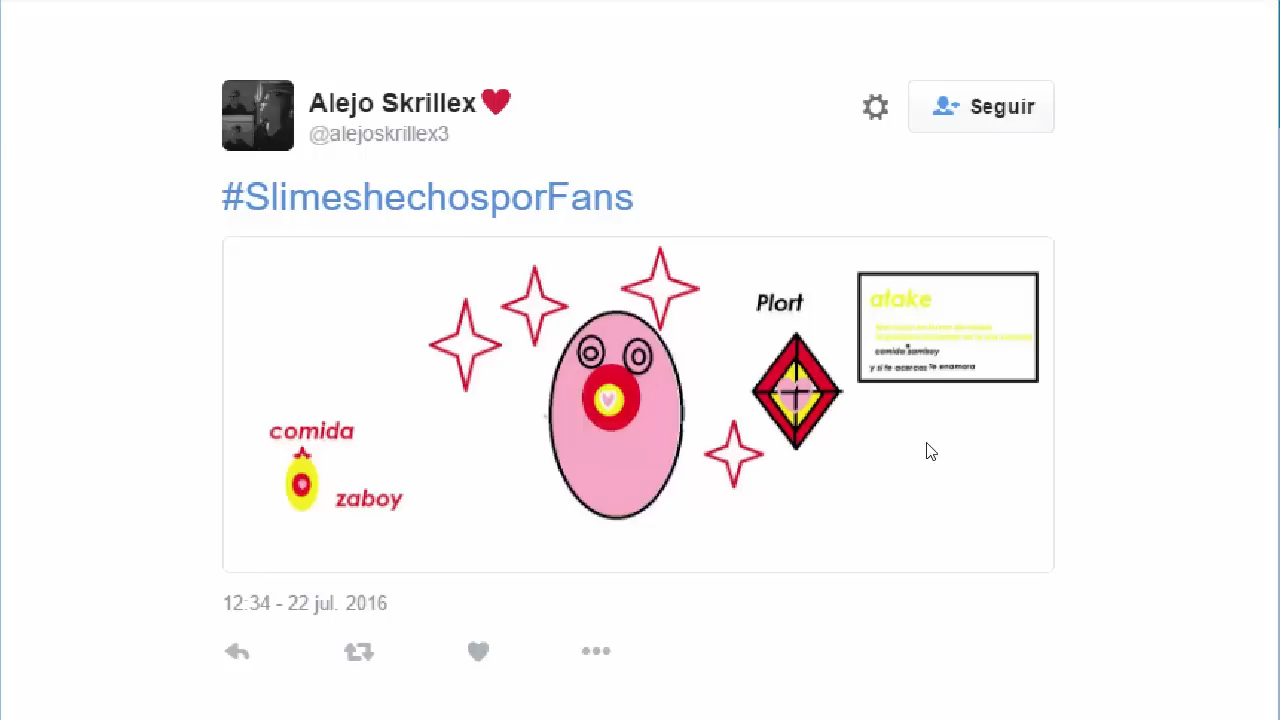 Alejo Skrillex
@alejoskrillex3
Seguir
#SlimeshechosporFans
Plort
atake
comida zamboy
y si te acercas te enamora
comida
zaboy
12:34 - 22 jul. 2016